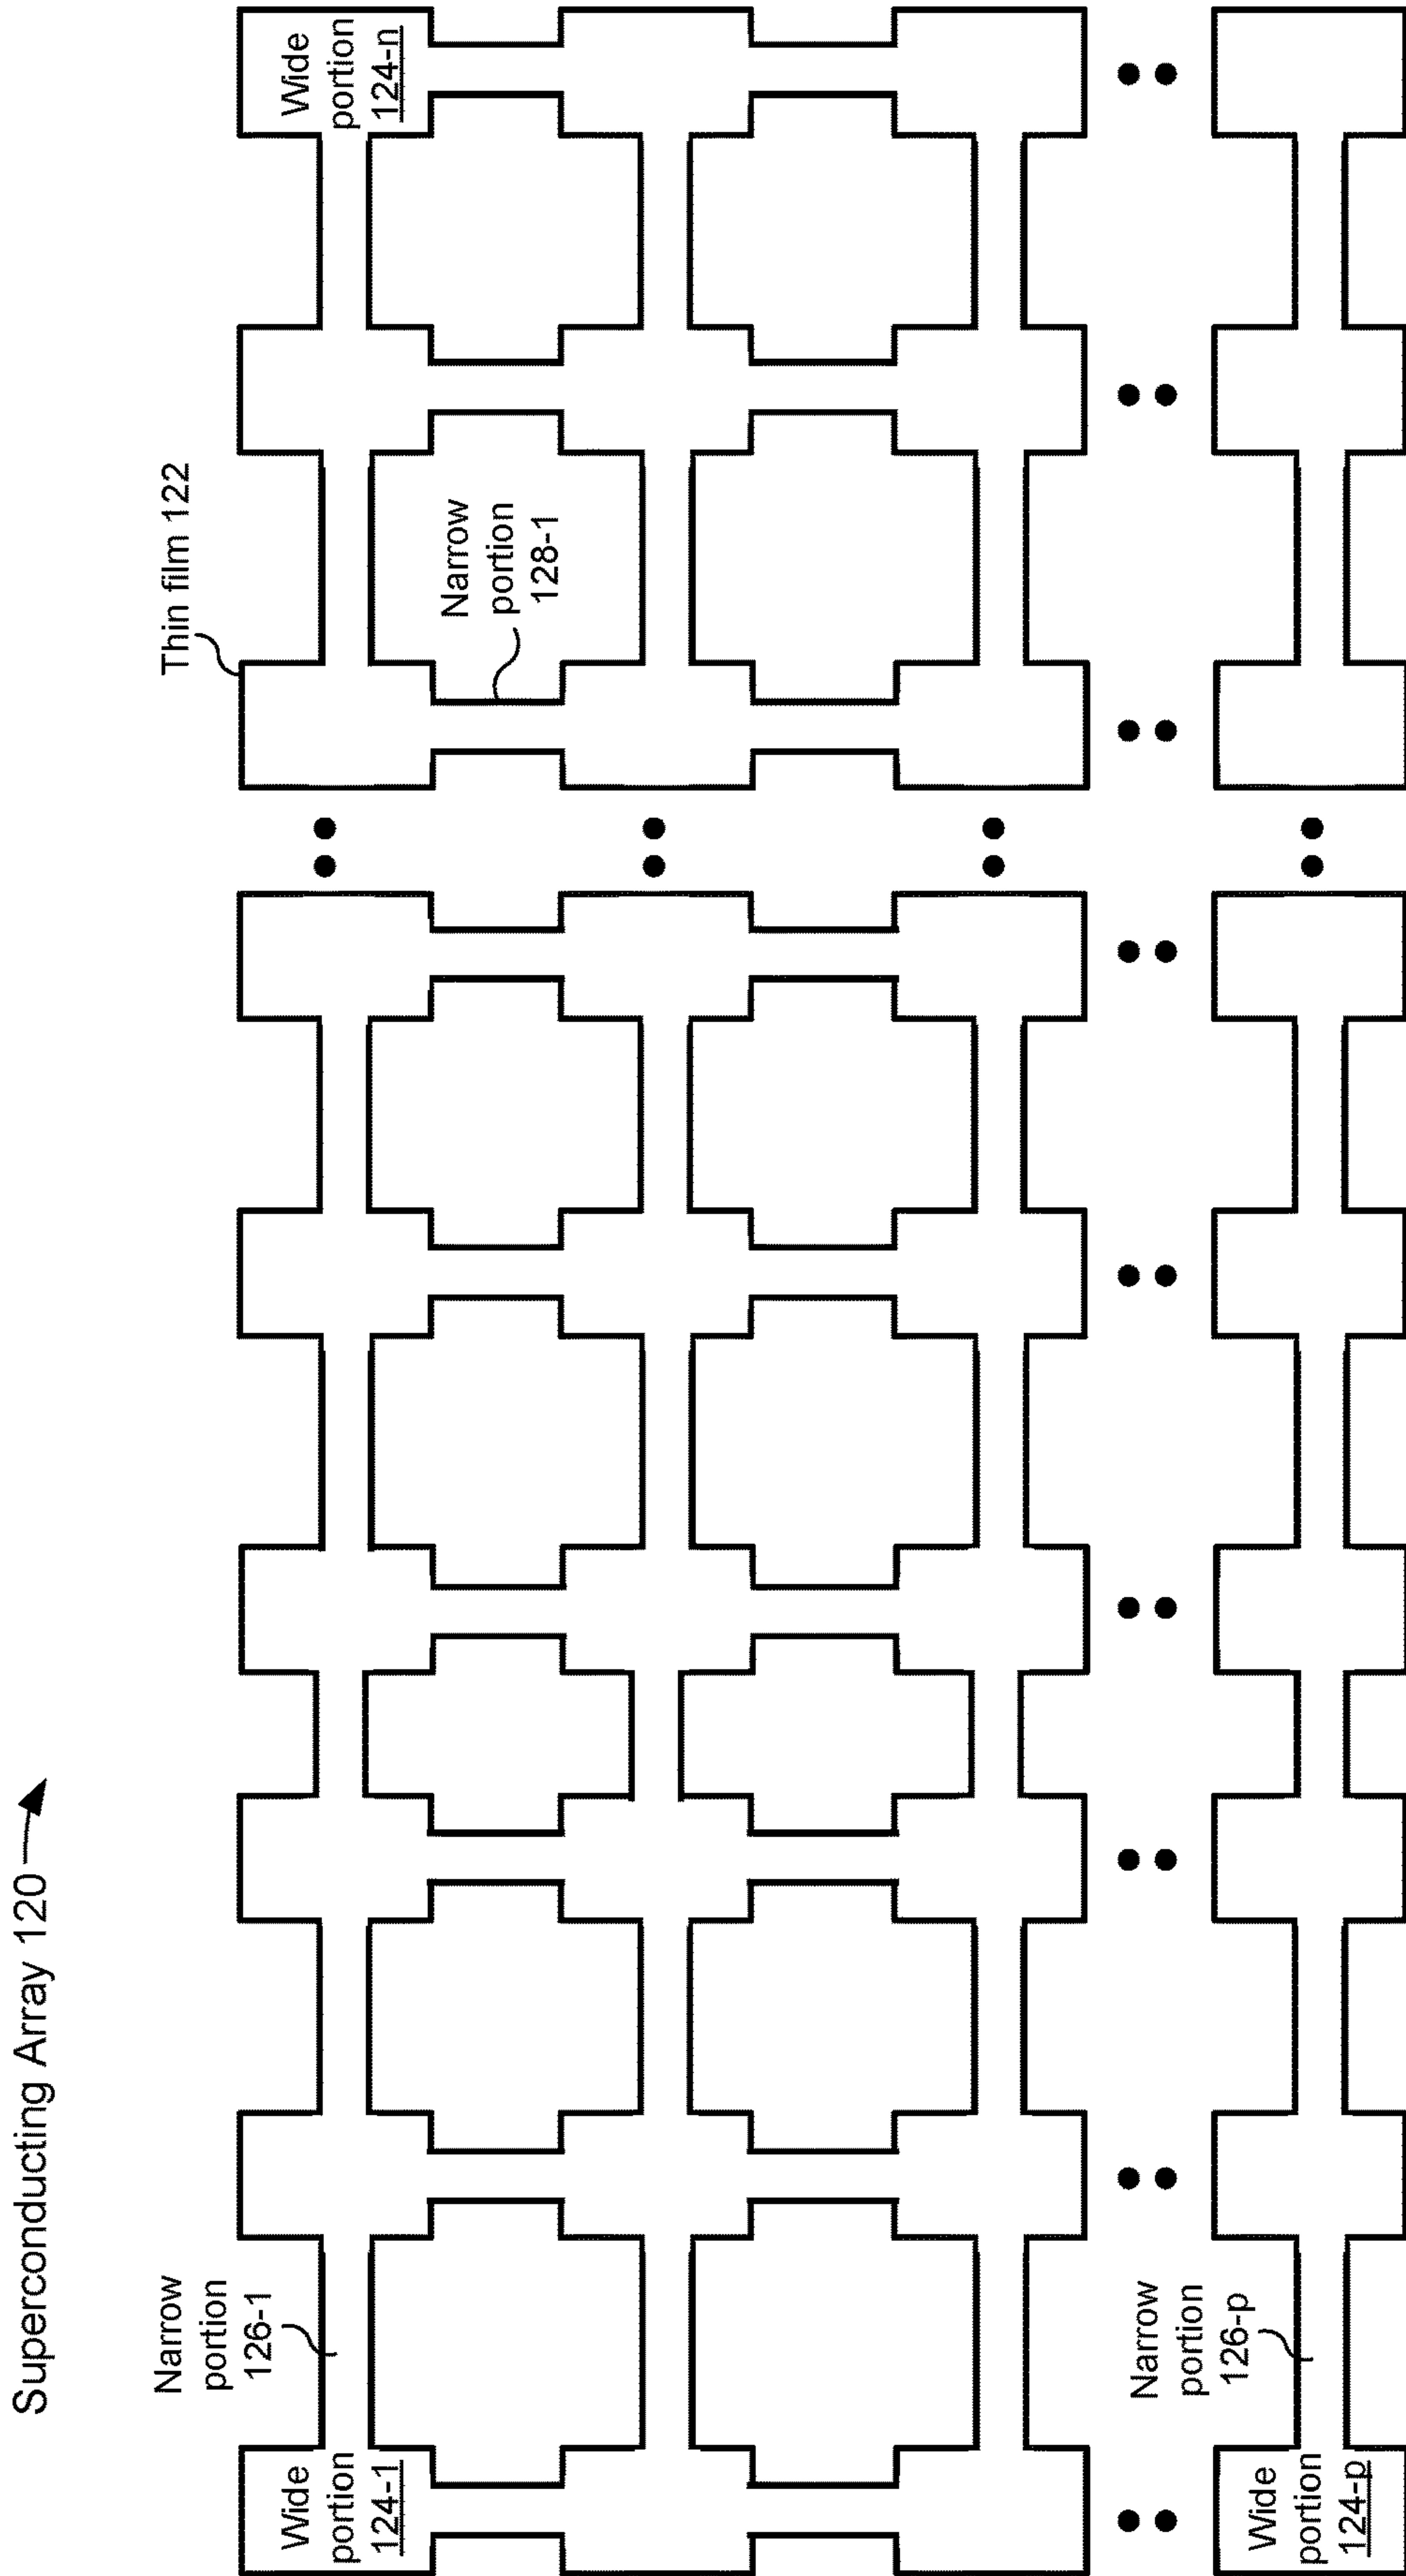 Superconducting Array 120
Thin film 122
Narrow
portion
126-1
Wide
portion
124-1
Narrow
portion
128-1
Wide
portion
124-n
Narrow
portion
126-p
Wide
portion
124-p